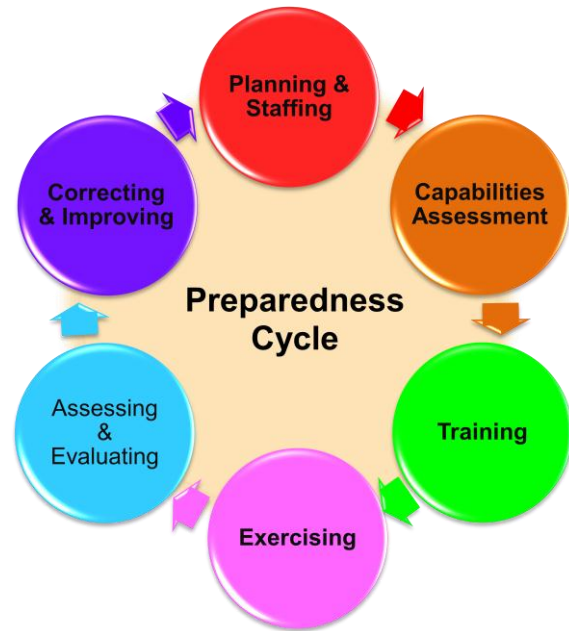 Planning &
Staffing
Capabilities
Assessment
Training
Exercising
Assessing
&
Evaluating
Correcting
& Improving
Preparedness
Cycle